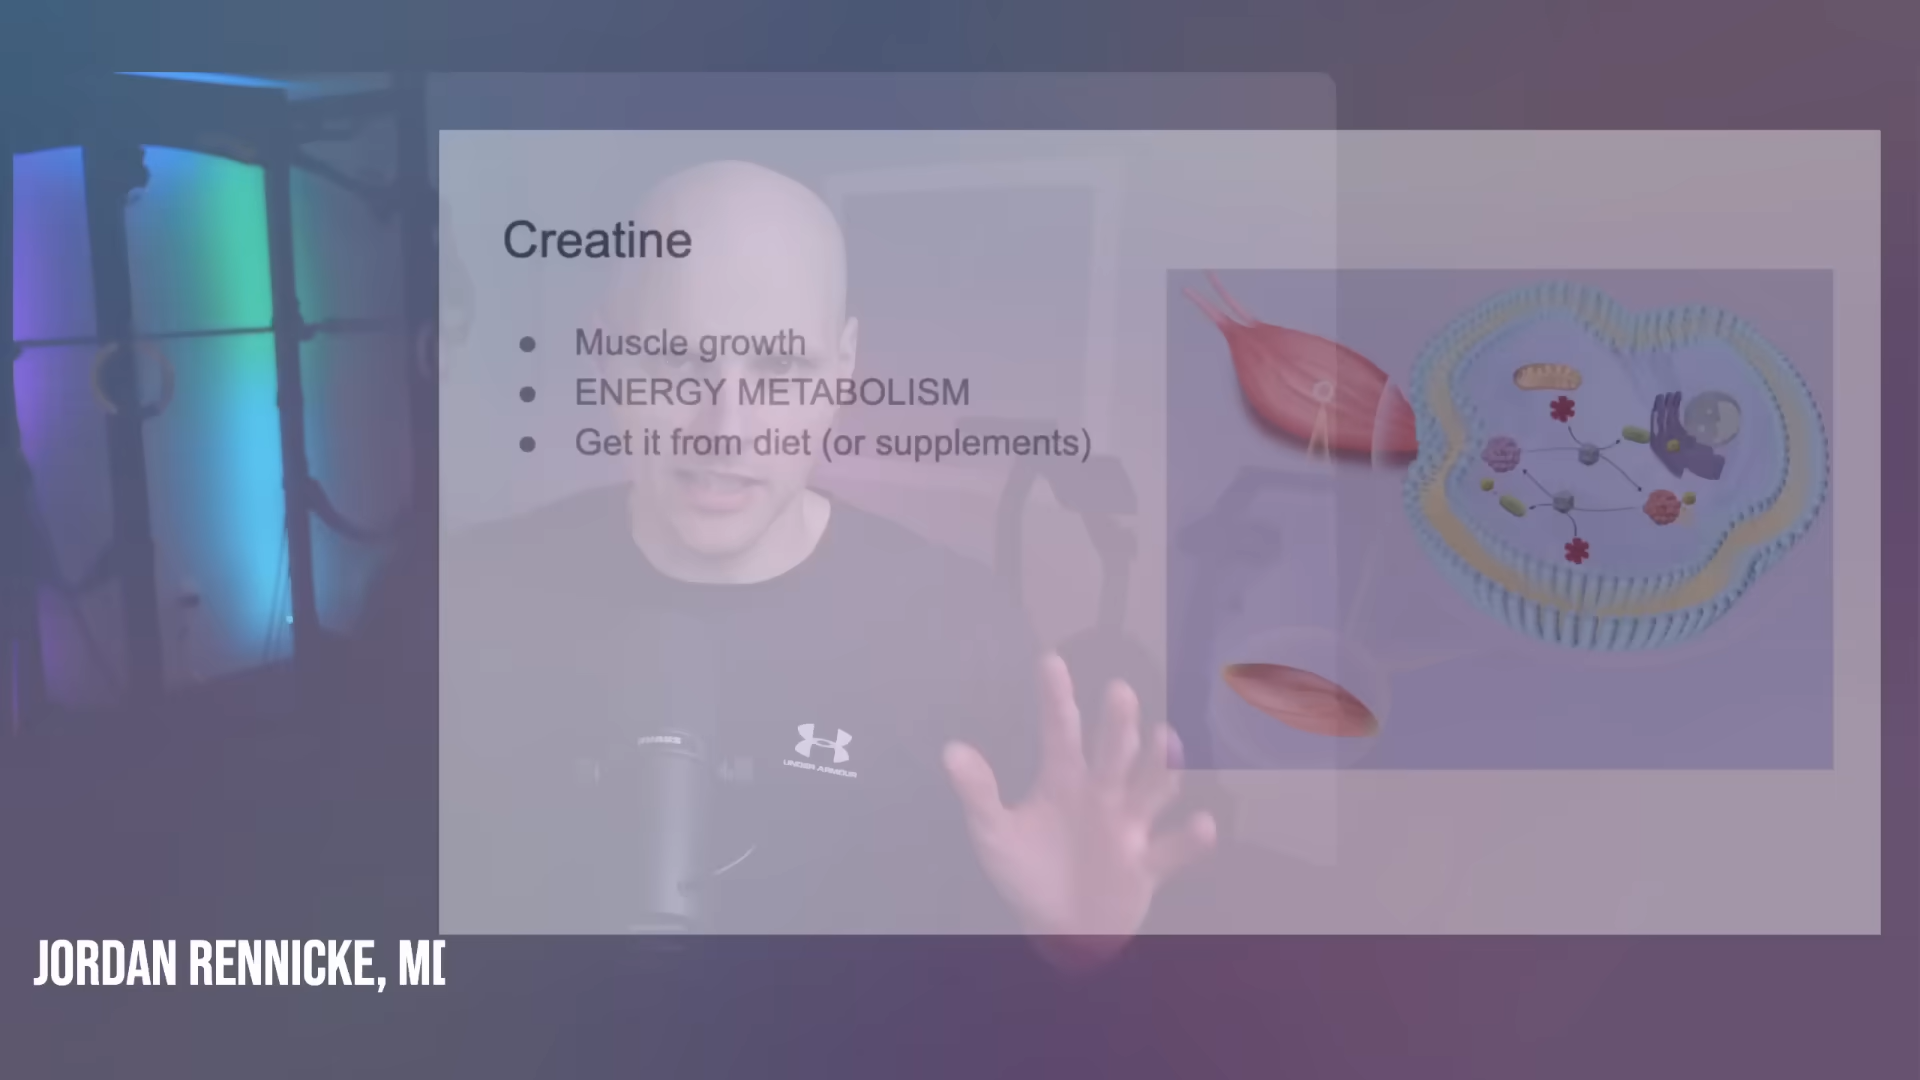 Creatine
● Muscle growth
● ENERGY METABOLISM
● Get it from diet (or supplements)
UNDER ARMOUR
JORDAN RENNICKE, MD